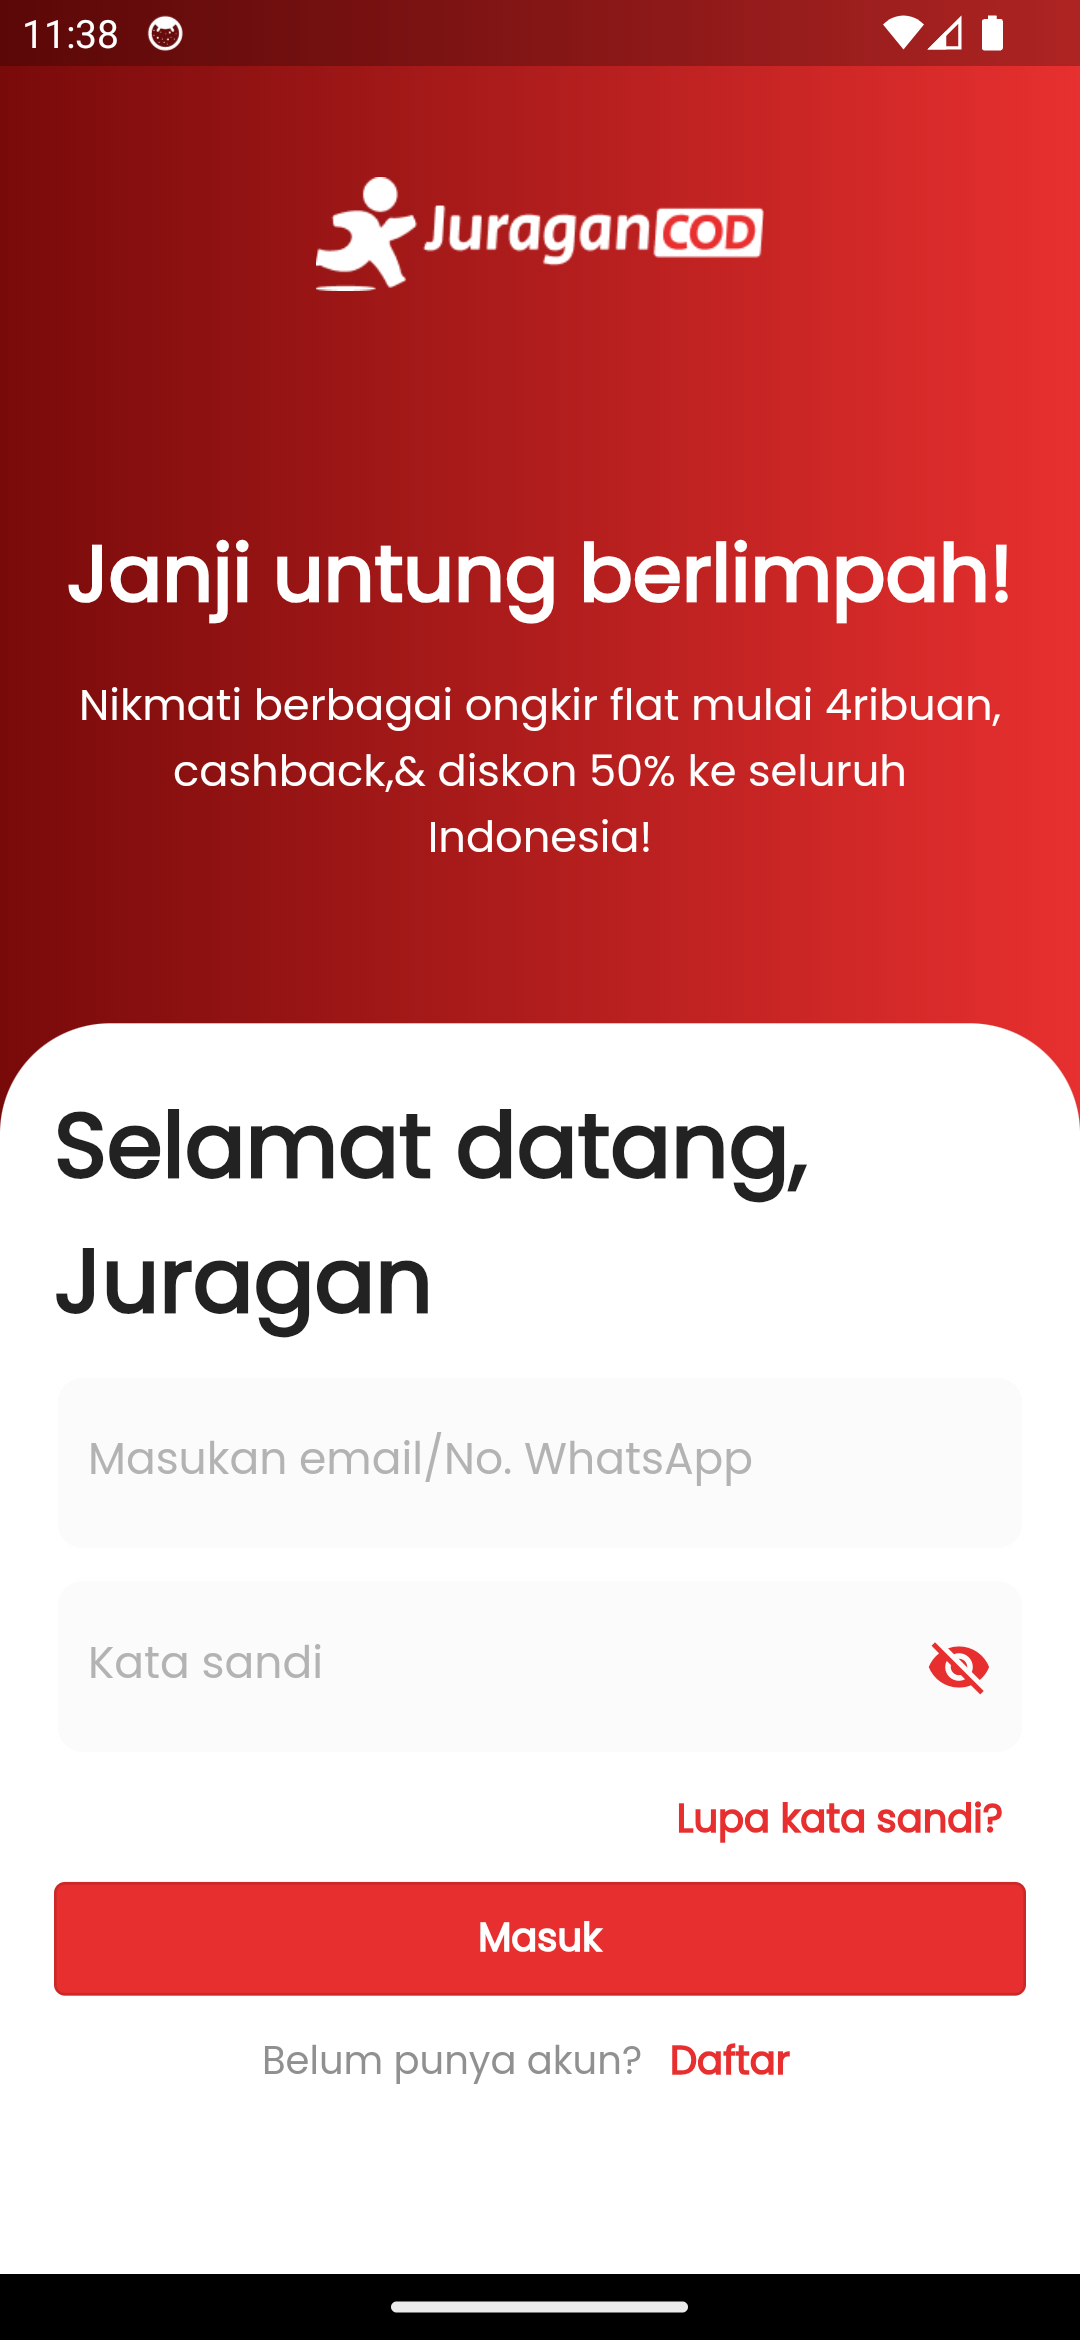 11:38
JuraganCOD
Janji untung berlimpah!
Nikmati berbagai ongkir flat mulai 4ribuan,
cashback,& diskon 50% ke seluruh
Indonesia!
Selamat datang,
Juragan
Masukan email/No. WhatsApp
Kata sandi
Lupa kata sandi?
Masuk
Belum punya akun? Daftar